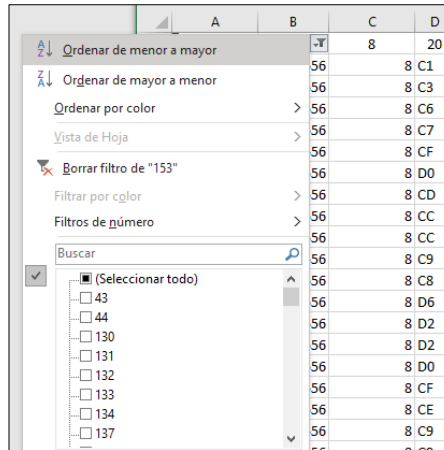 A B C D
Ordenar de menor a mayor 8 20
Ordenar de mayor a menor 56 8 C1
56 8 C3
Ordenar por color 56 8 C6
56 8 C7
Vista de Hoja 56 8 CF
Borrar filtro de "153" 56 8 D0
56 8 CD
Filtrar por color 56 8 CC
56 8 CC
Filtros de número 56 8 C9
Buscar 56 8 C8
(Seleccionar todo) 56 8 D6
43 56 8 D2
44 56 8 D2
130 56 8 D0
131 56 8 CF
132 56 8 CE
133 56 8 C9
134
137